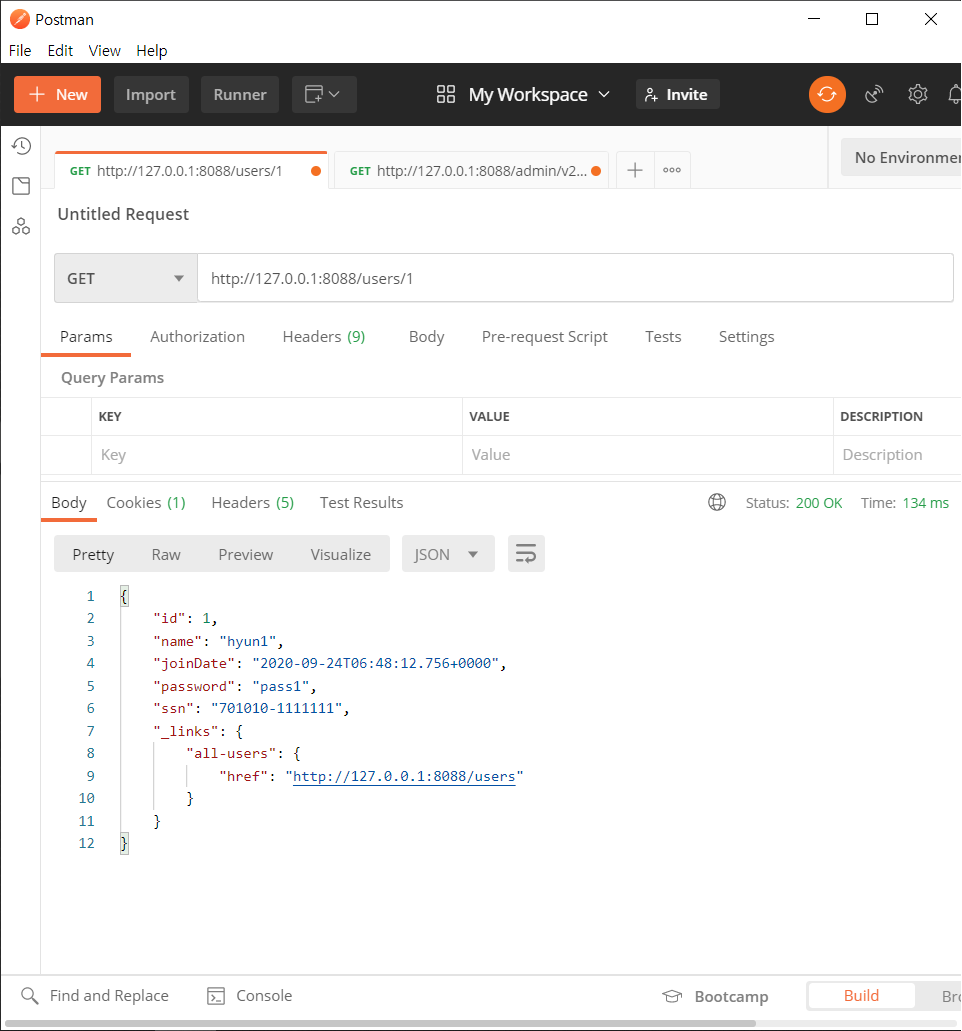 Postman
File Edit View Help
New Import Runner My Workspace Invite
GET http://127.0.0.1:8088/users/1 GET http://127.0.0.1:8088/admin/v2... No Environmen
Untitled Request
GET http://127.0.0.1:8088/users/1
Params Authorization Headers (9) Body Pre-request Script Tests Settings
Query Params
KEY VALUE DESCRIPTION
Key Value Description
Body Cookies (1) Headers (5) Test Results Status: 200 OK Time: 134 ms
Pretty Raw Preview Visualize JSON
1 {
2 "id": 1,
3 "name": "hyun1",
4 "joinDate": "2020-09-24T06:48:12.756+0000",
5 "password": "pass1",
6 "ssn": "701010-1111111",
7 "_links": {
8 "all-users": {
9 "href": "http://127.0.0.1:8088/users"
10 }
11 }
12 }
Find and Replace Console Bootcamp Build Bro